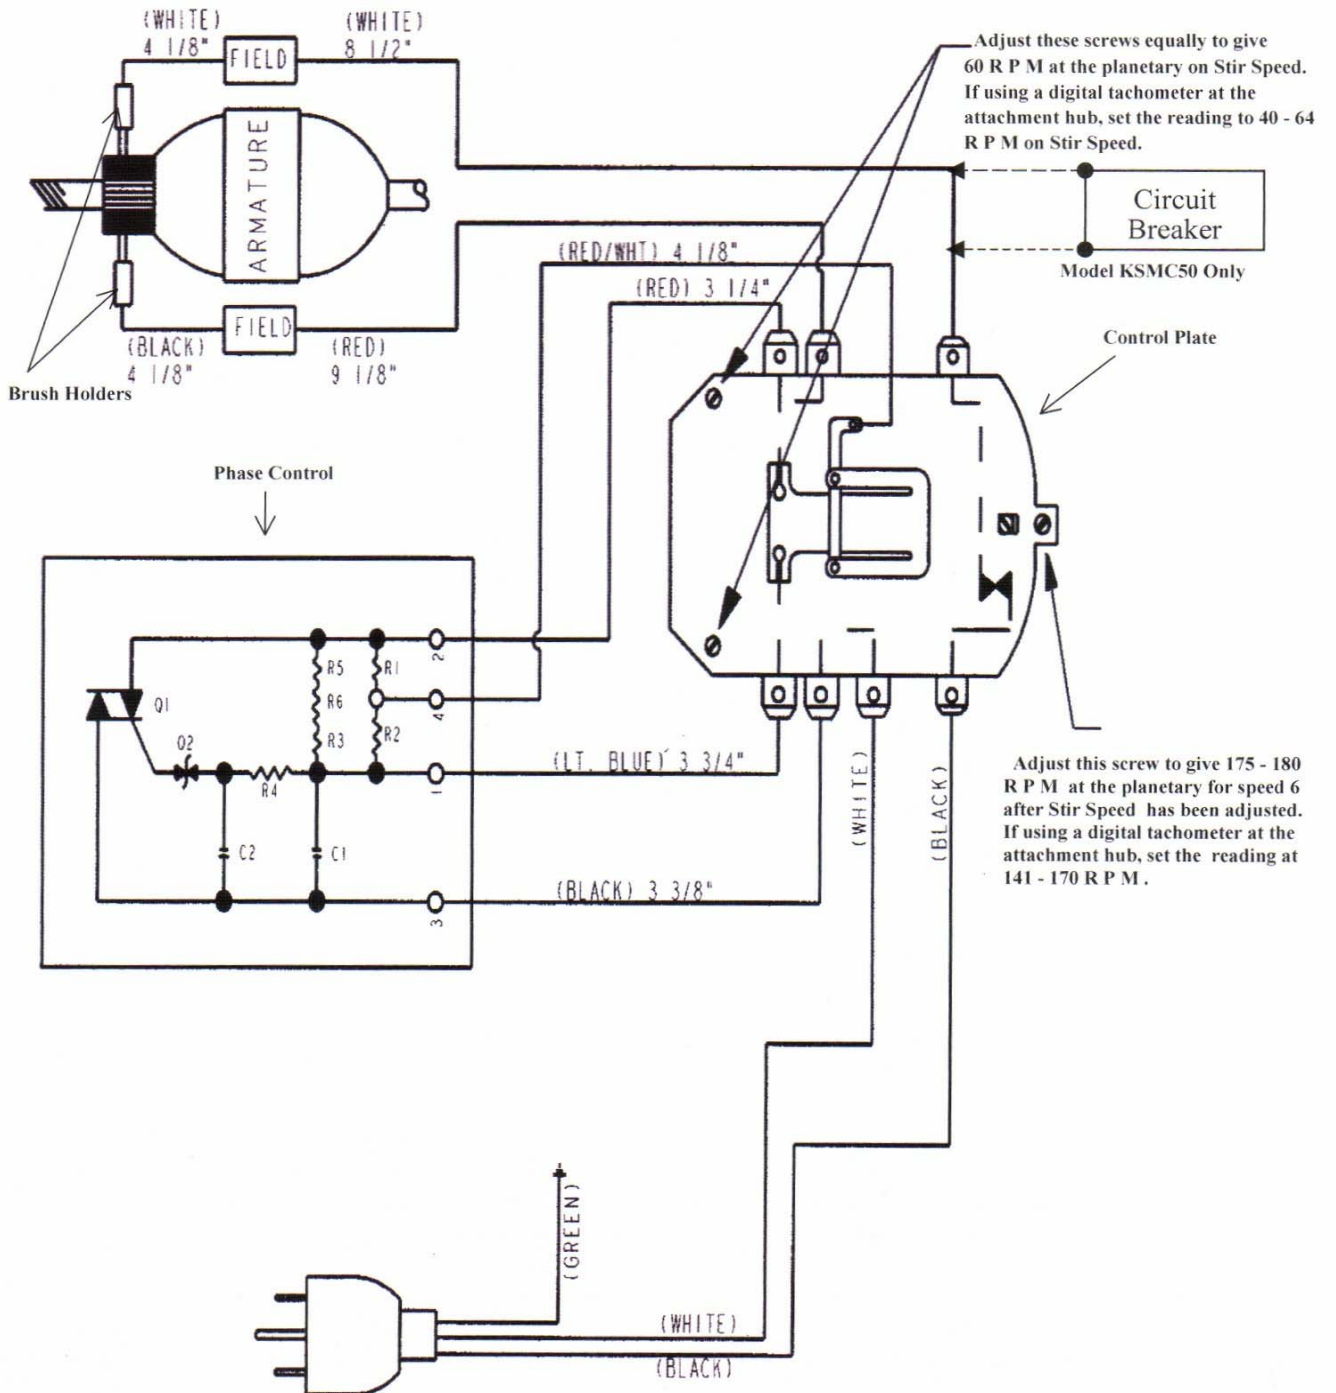 (WHITE)
4 1/8"
FIELD
(WHITE)
8 1/2"
ARMATURE
(BLACK)
4 1/8"
FIELD
(RED)
9 1/8"
Brush Holders
(RED/WHT) 4 1/8"
(RED) 3 1/4"
Adjust these screws equally to give
60 R P M at the planetary on Stir Speed.
If using a digital tachometer at the
attachment hub, set the reading to 40 - 64
R P M on Stir Speed.
Circuit
Breaker
Model KSMC50 Only
Control Plate
Phase Control
R5
R1
2
R6
4
Q1
R3
R2
Q2
R4
1
C2
C1
3
(LT. BLUE) 3 3/4"
(BLACK) 3 3/8"
(WHITE)
(BLACK)
Adjust this screw to give 175 - 180
R P M at the planetary for speed 6
after Stir Speed has been adjusted.
If using a digital tachometer at the
attachment hub, set the reading at
141 - 170 R P M .
(GREEN)
(WHITE)
(BLACK)